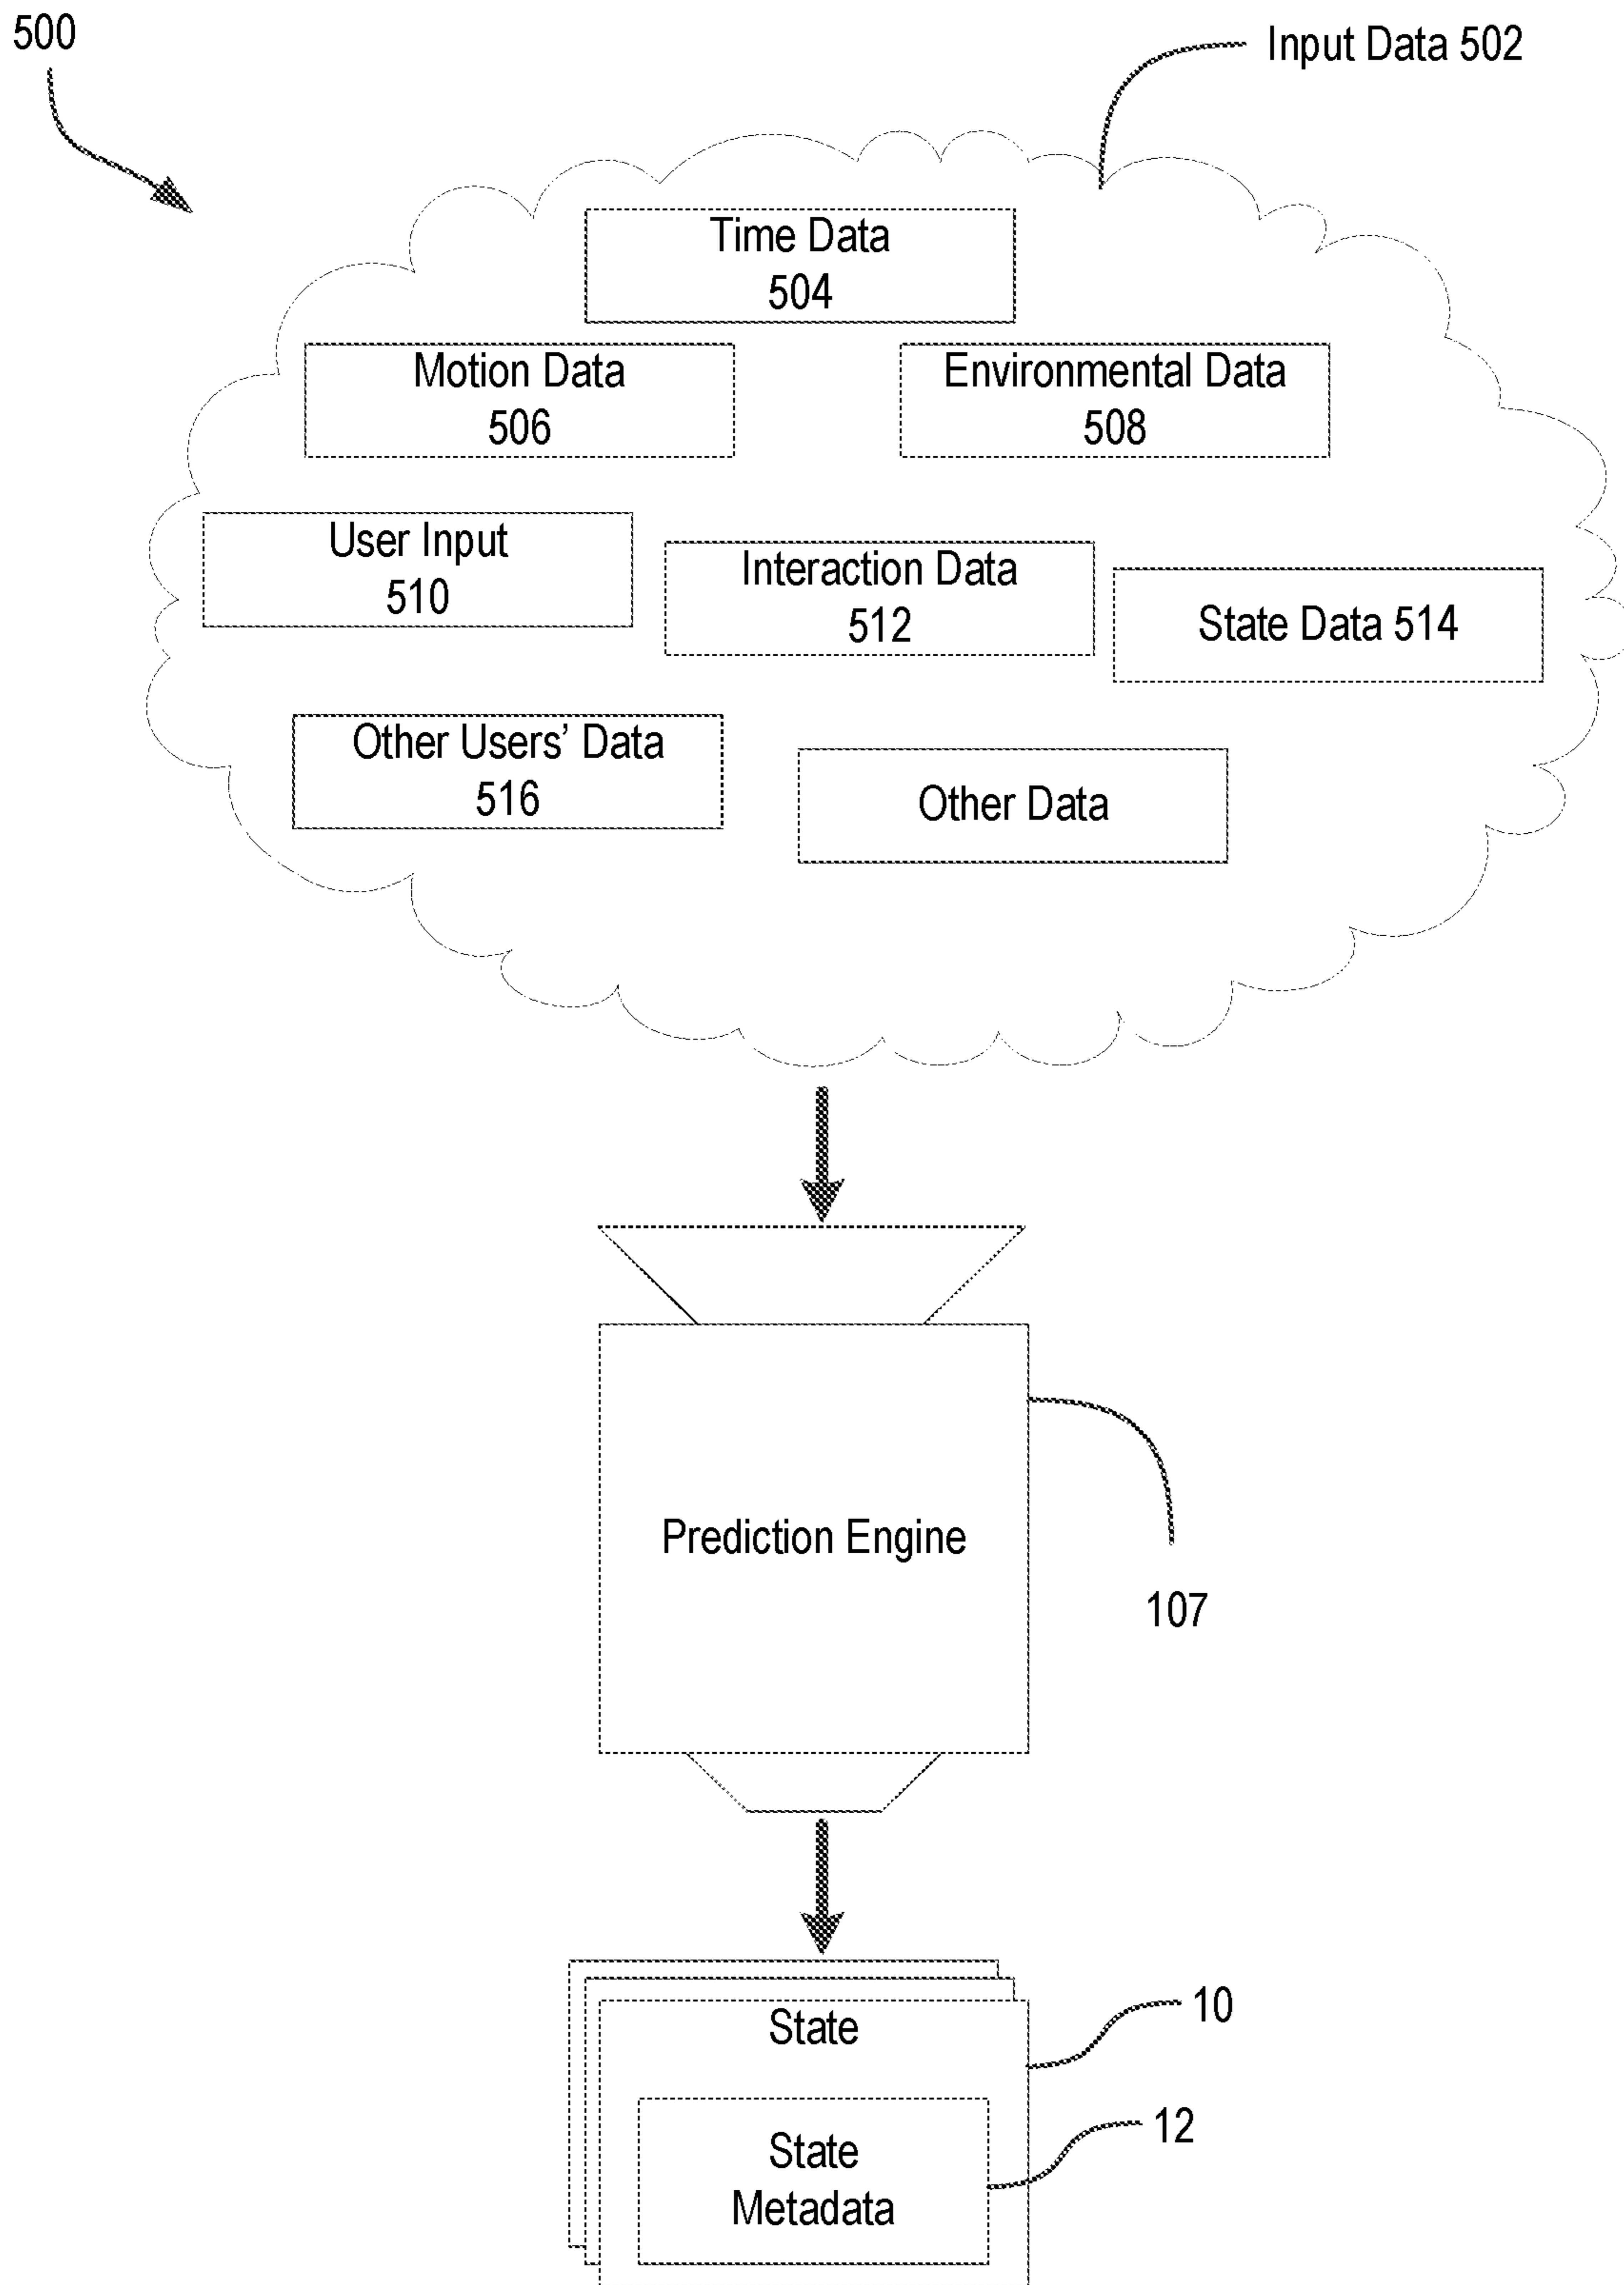 500
Input Data 502
Time Data
504
Motion Data
506
Environmental Data
508
User Input
510
Interaction Data
512
State Data 514
Other Users’ Data
516
Other Data
Prediction Engine
107
State
10
State
Metadata
12